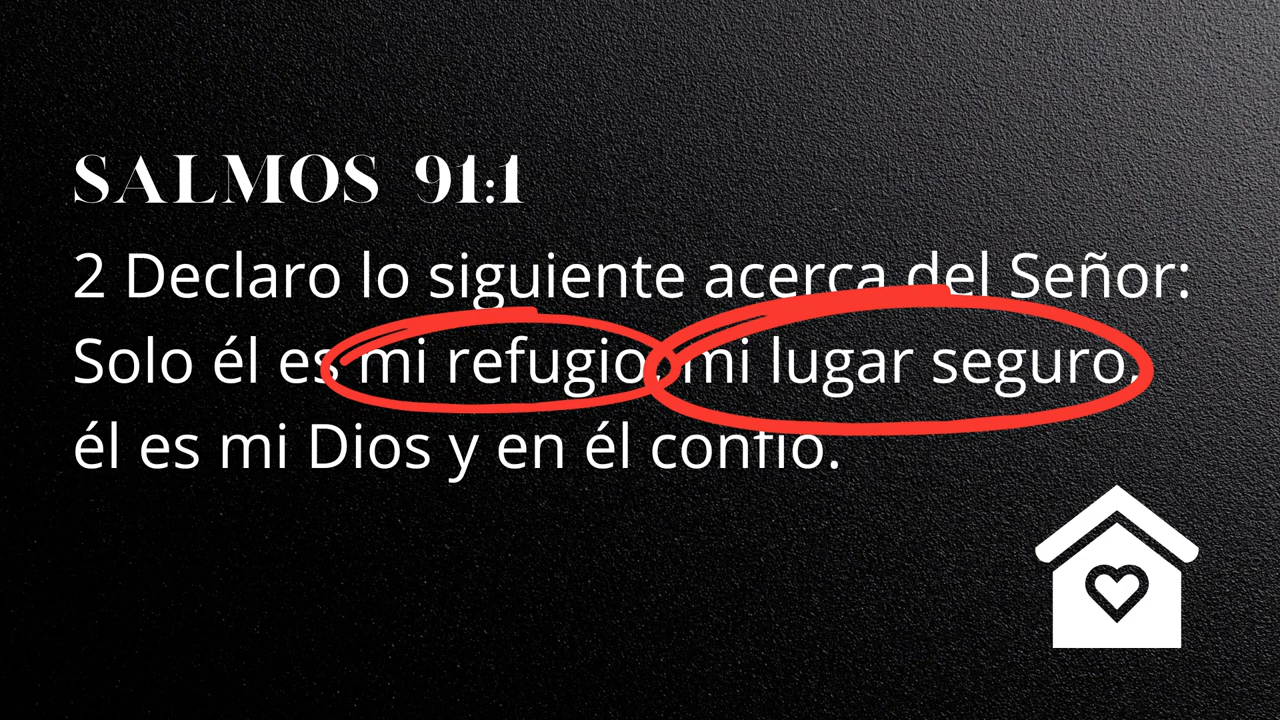 SALMOS 91:1
2 Declaro lo siguiente acerca del Señor:
Solo él es mi refugio, mi lugar seguro,
él es mi Dios y en él confío.